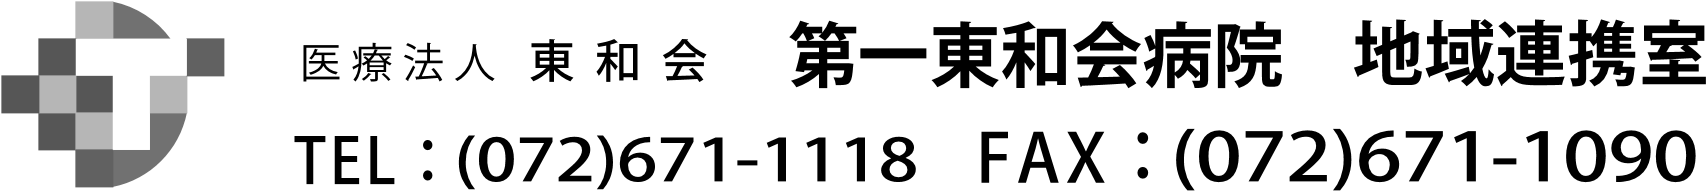 医療法人 東和会 第一東和会病院 地域連携室
TEL：(072)671-1118 FAX：(072)671-1090